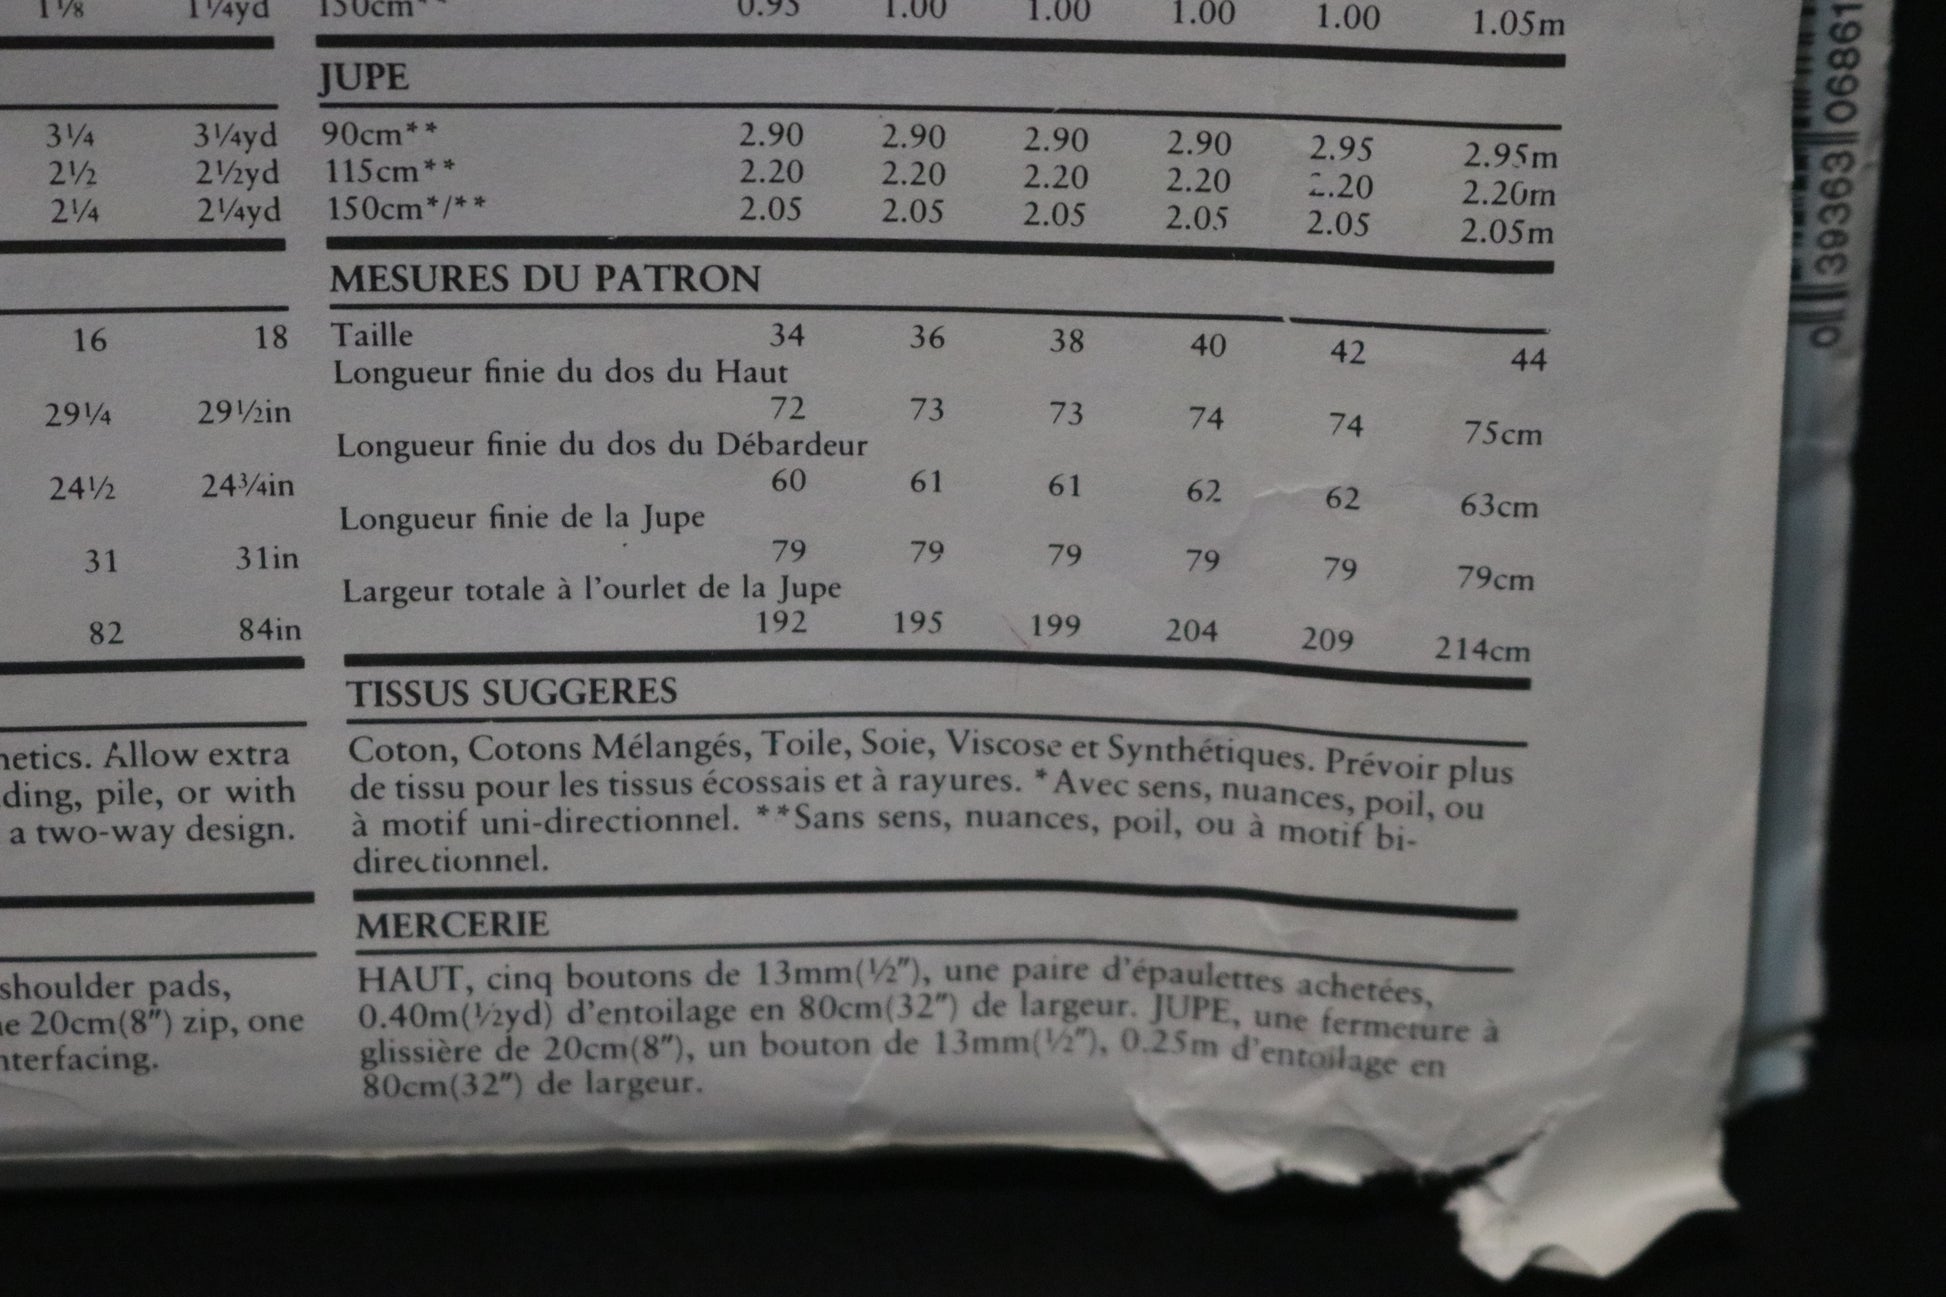 1⅛ 1¼yd 150cm** 0.95 1.00 1.00 1.00 1.00 1.05m
JUPE
3¼ 3¼yd 90cm** 2.90 2.90 2.90 2.90 2.95 2.95m
2½ 2½yd 115cm** 2.20 2.20 2.20 2.20 2.20 2.20m
2¼ 2¼yd 150cm*/** 2.05 2.05 2.05 2.05 2.05 2.05m
MESURES DU PATRON
16 18 Taille 34 36 38 40 42 44
Longueur finie du dos du Haut
29¼ 29½in 72 73 73 74 74 75cm
Longueur finie du dos du Débardeur
24½ 24¾in 60 61 61 62 62 63cm
Longueur finie de la Jupe
31 31in 79 79 79 79 79 79cm
Largeur totale à l'ourlet de la Jupe
82 84in 192 195 199 204 209 214cm
TISSUS SUGGERES
netics. Allow extra
ding, pile, or with
a two-way design.
Coton, Cotons Mélangés, Toile, Soie, Viscose et Synthétiques. Prévoir plus
de tissu pour les tissus écossais et à rayures. *Avec sens, nuances, poil, ou
à motif uni-directionnel. **Sans sens, nuances, poil, ou à motif bi-
directionnel.
MERCERIE
shoulder pads,
e 20cm(8″) zip, one
nterfacing.
HAUT, cinq boutons de 13mm(½″), une paire d'épaulettes achetées,
0.40m(½yd) d'entoilage en 80cm(32″) de largeur. JUPE, une fermeture à
glissière de 20cm(8″), un bouton de 13mm(½″), 0.25m d'entoilage en
80cm(32″) de largeur.
0 39363 06861